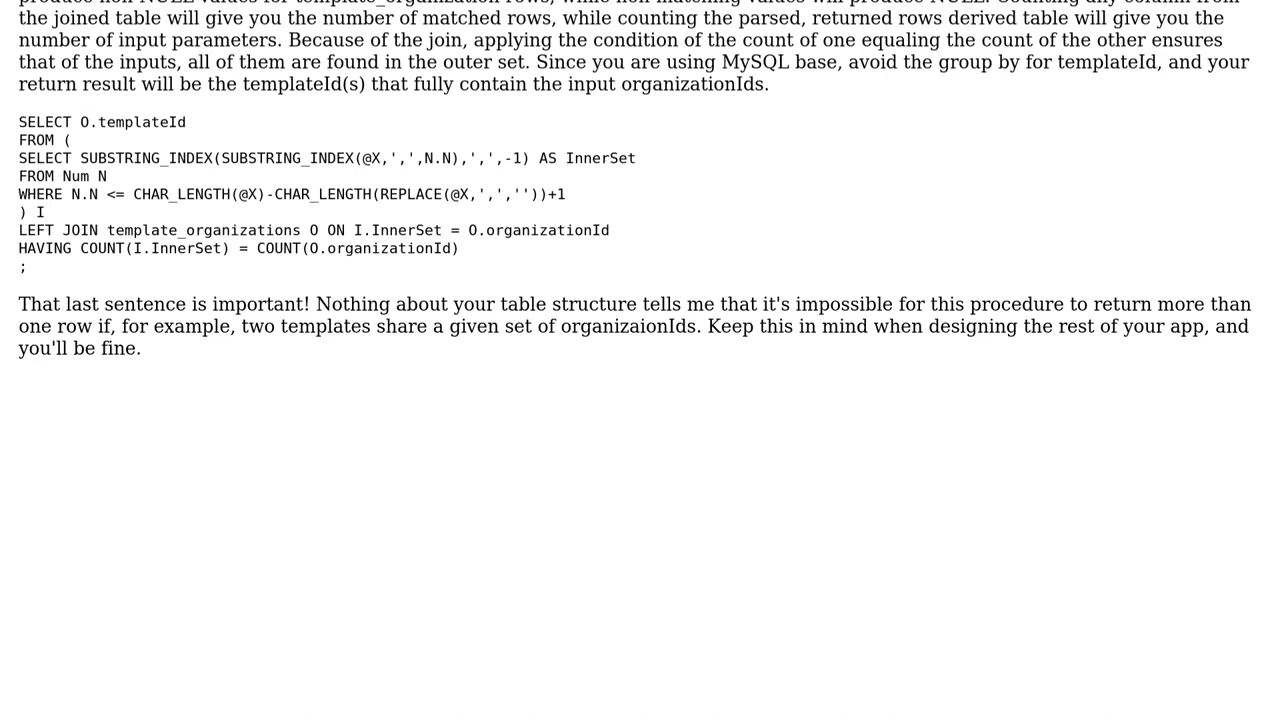 the joined table will give you the number of matched rows, while counting the parsed, returned rows derived table will give you the
number of input parameters. Because of the join, applying the condition of the count of one equaling the count of the other ensures
that of the inputs, all of them are found in the outer set. Since you are using MySQL base, avoid the group by for templateId, and your
return result will be the templateId(s) that fully contain the input organizationIds.
SELECT O.templateId
FROM (
SELECT SUBSTRING_INDEX(SUBSTRING_INDEX(@X,',',N.N),',',-1) AS InnerSet
FROM Num N
WHERE N.N <= CHAR_LENGTH(@X)-CHAR_LENGTH(REPLACE(@X,',',''))+1
) I
LEFT JOIN template_organizations O ON I.InnerSet = O.organizationId
HAVING COUNT(I.InnerSet) = COUNT(O.organizationId)
;
That last sentence is important! Nothing about your table structure tells me that it's impossible for this procedure to return more than
one row if, for example, two templates share a given set of organizaionIds. Keep this in mind when designing the rest of your app, and
you'll be fine.